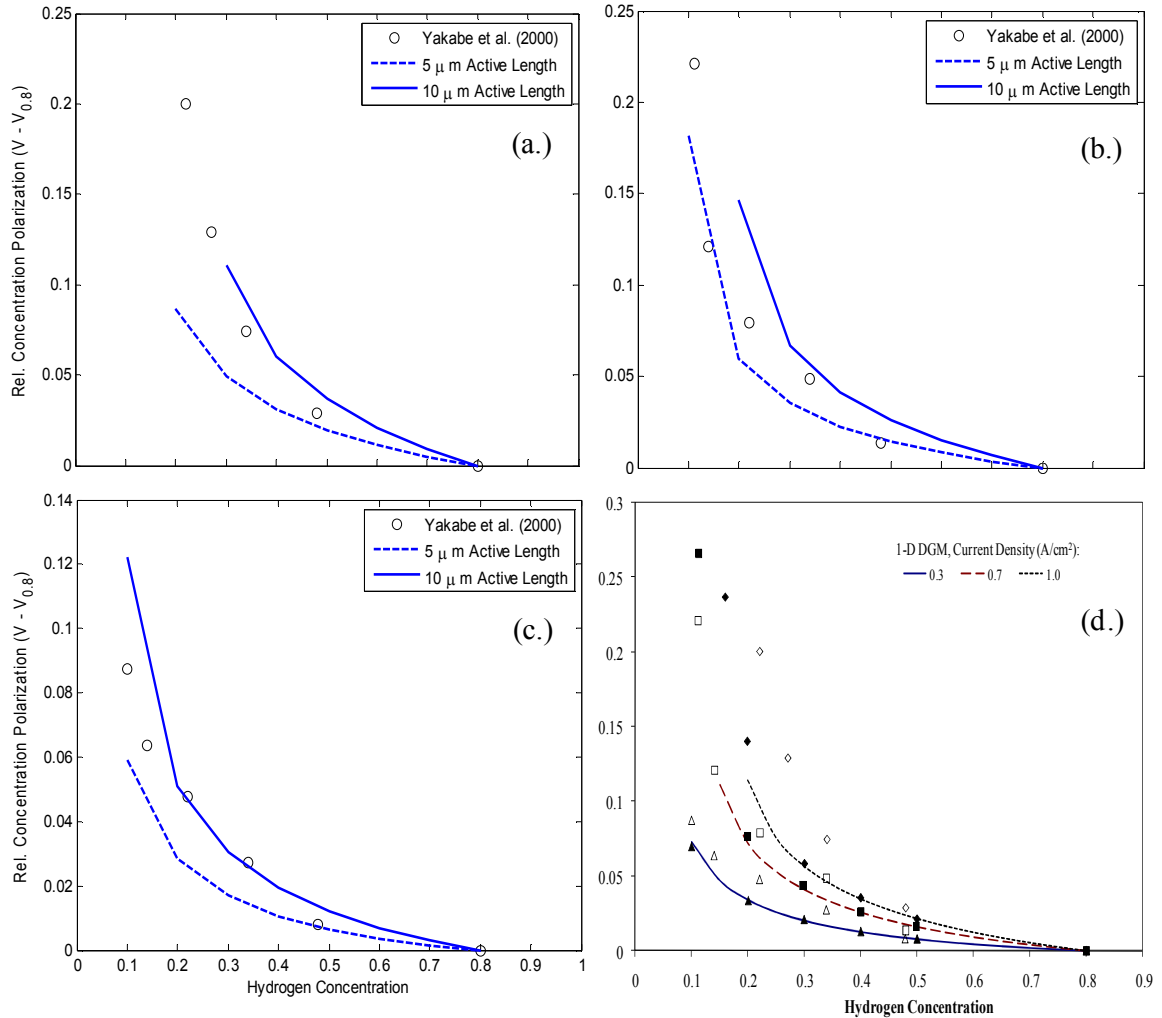 0.25
0.2
0.15
0.1
0.05
0
Rel. Concentration Polarization (V - V0.8)
Yakabe et al. (2000)
5 μ m Active Length
10 μ m Active Length
(a.)
0.25
0.2
0.15
0.1
0.05
0
Yakabe et al. (2000)
5 μ m Active Length
10 μ m Active Length
(b.)
0.14
0.12
0.1
0.08
0.06
0.04
0.02
0
Rel. Concentration Polarization (V - V0.8)
Yakabe et al. (2000)
5 μ m Active Length
10 μ m Active Length
(c.)
0 0.1 0.2 0.3 0.4 0.5 0.6 0.7 0.8 0.9 1
Hydrogen Concentration
0.3
0.25
0.2
0.15
0.1
0.05
0
1-D DGM, Current Density (A/cm²):
0.3 0.7 1.0
(d.)
0 0.1 0.2 0.3 0.4 0.5 0.6 0.7 0.8 0.9
Hydrogen Concentration